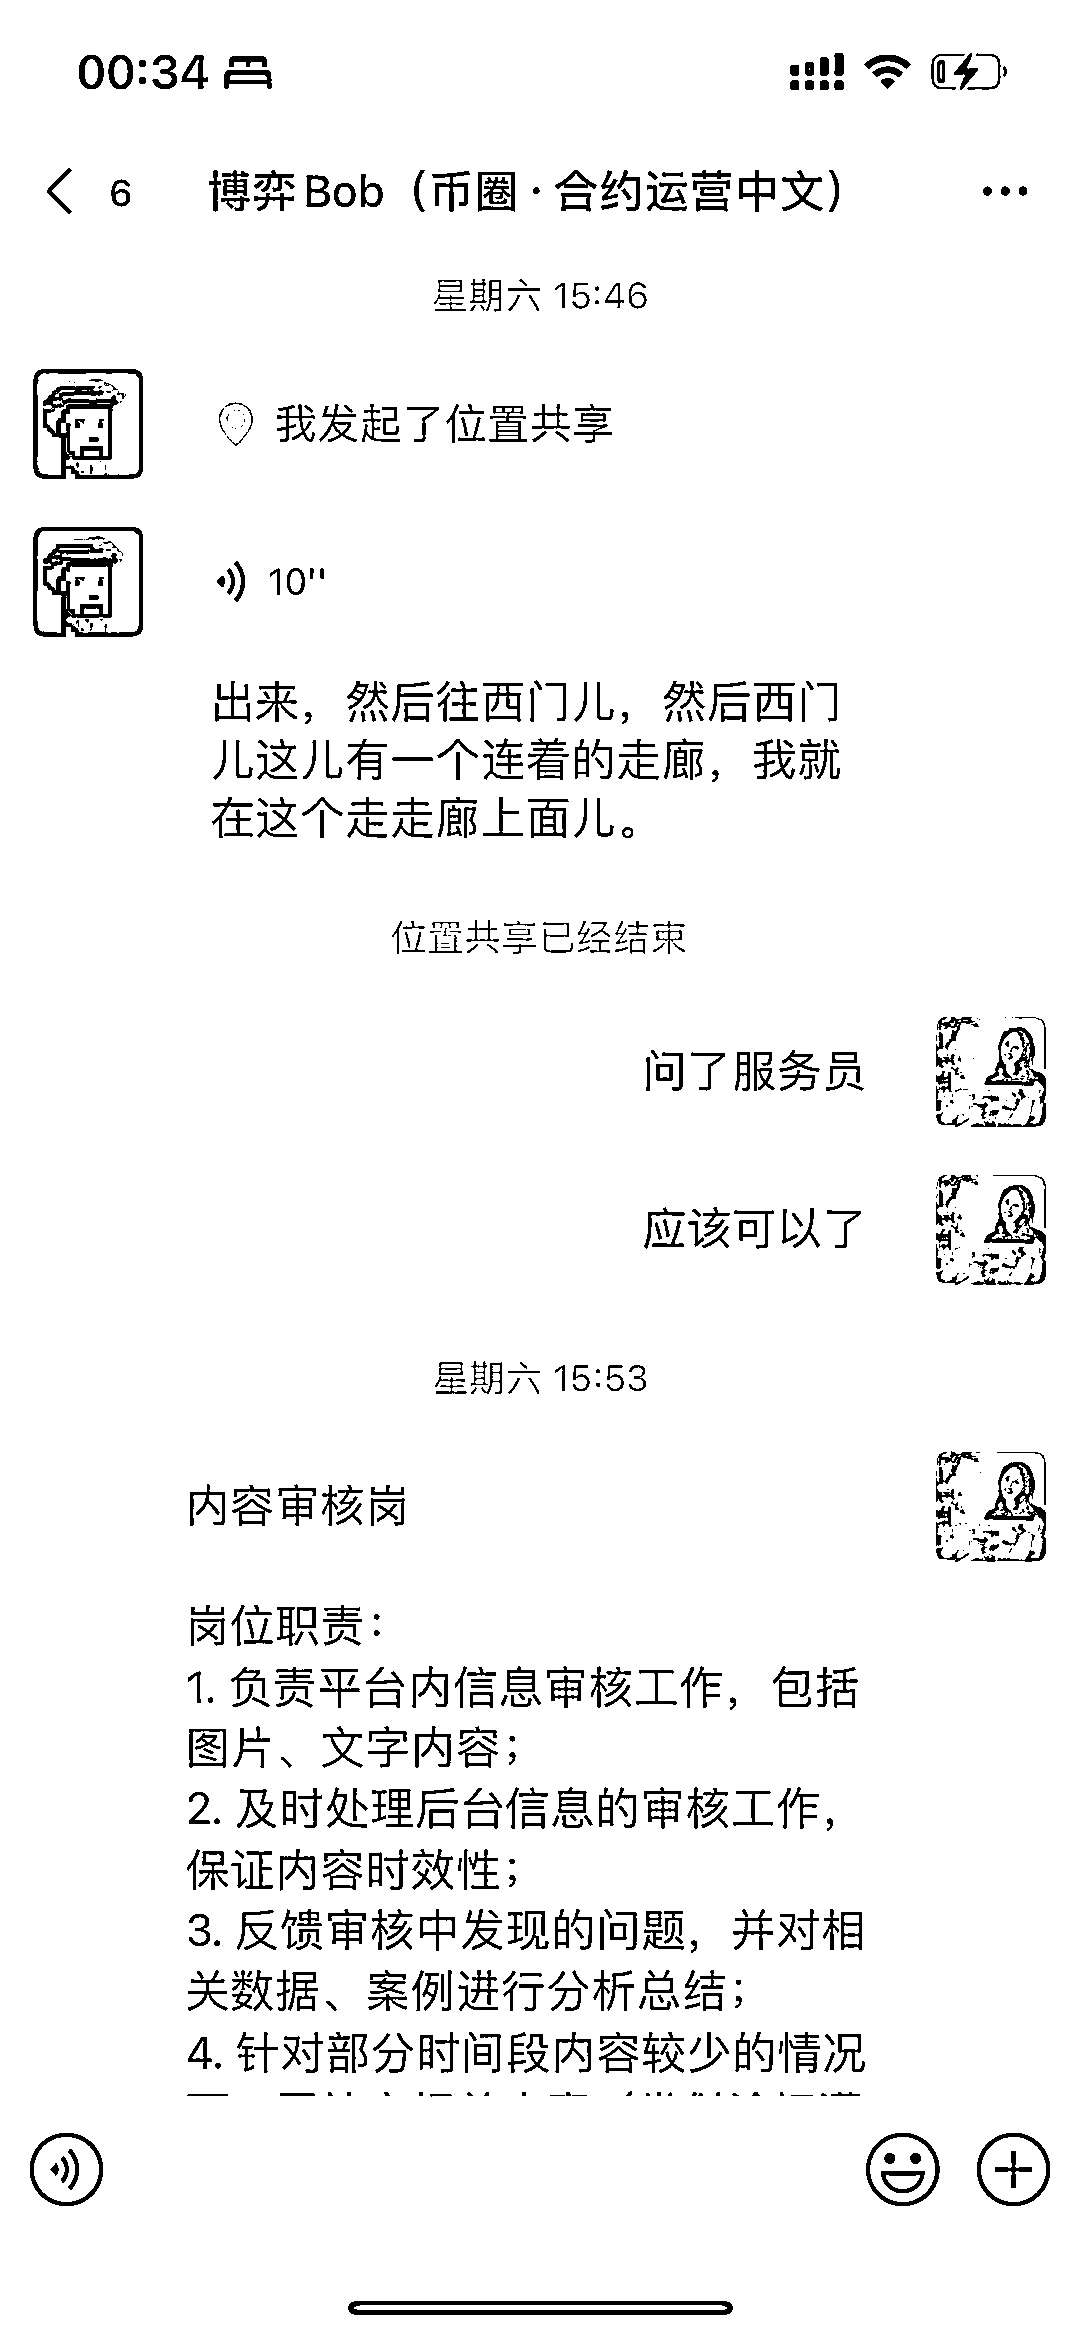 00:34
6 博弈Bob（币圈·合约运营中文）
星期六 15:46
我发起了位置共享
10''
出来，然后往西门儿，然后西门
儿这儿有一个连着的走廊，我就
在这个走走廊上面儿。
位置共享已经结束
问了服务员
应该可以了
星期六 15:53
内容审核岗
岗位职责：
1. 负责平台内信息审核工作，包括
图片、文字内容；
2. 及时处理后台信息的审核工作，
保证内容时效性；
3. 反馈审核中发现的问题，并对相
关数据、案例进行分析总结；
4. 针对部分时间段内容较少的情况